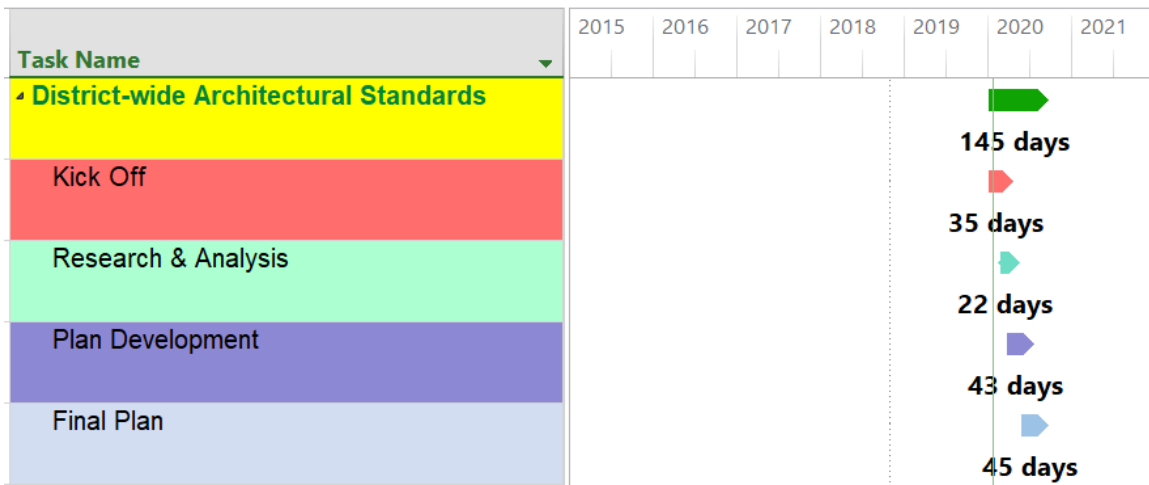 Task Name
2015 2016 2017 2018 2019 2020 2021
District-wide Architectural Standards
145 days
Kick Off
35 days
Research & Analysis
22 days
Plan Development
43 days
Final Plan
45 days